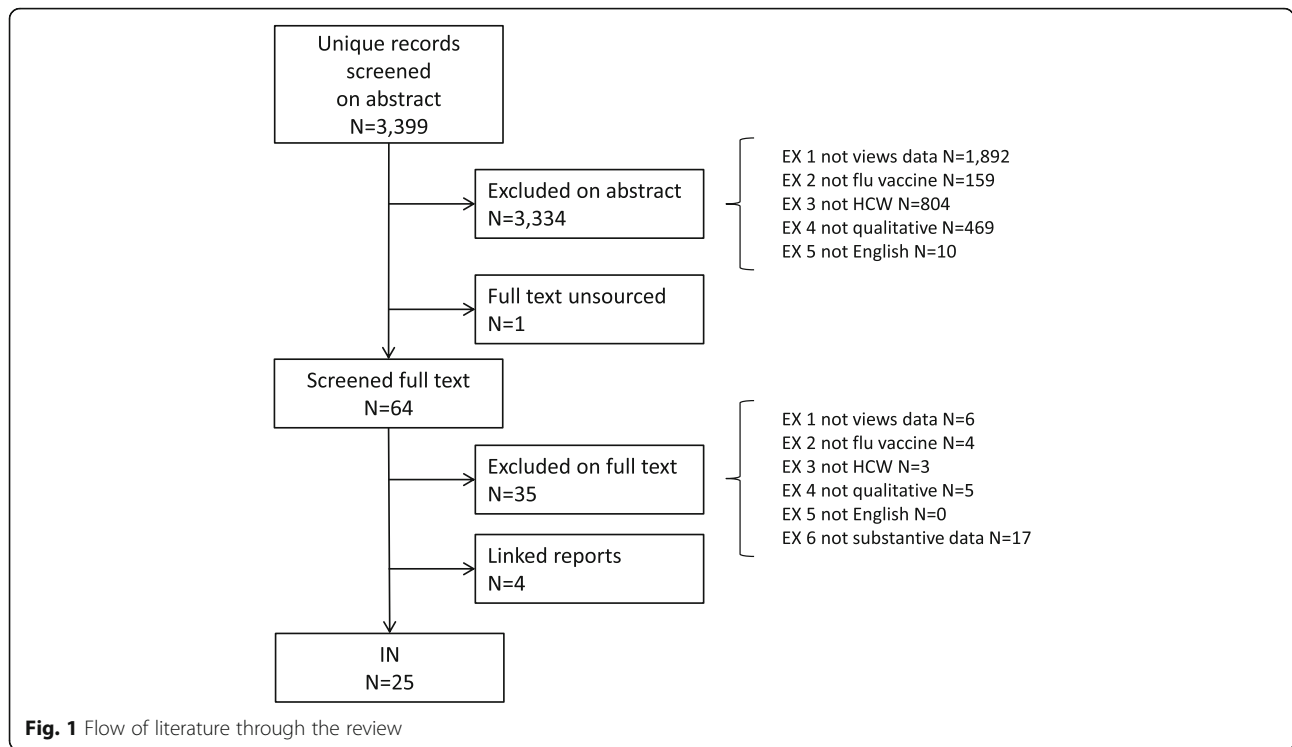 Unique records
screened
on abstract
N=3,399
Excluded on abstract
N=3,334
EX 1 not views data N=1,892
EX 2 not flu vaccine N=159
EX 3 not HCW N=804
EX 4 not qualitative N=469
EX 5 not English N=10
Full text unsourced
N=1
Screened full text
N=64
Excluded on full text
N=35
EX 1 not views data N=6
EX 2 not flu vaccine N=4
EX 3 not HCW N=3
EX 4 not qualitative N=5
EX 5 not English N=0
EX 6 not substantive data N=17
Linked reports
N=4
IN
N=25
Fig. 1 Flow of literature through the review